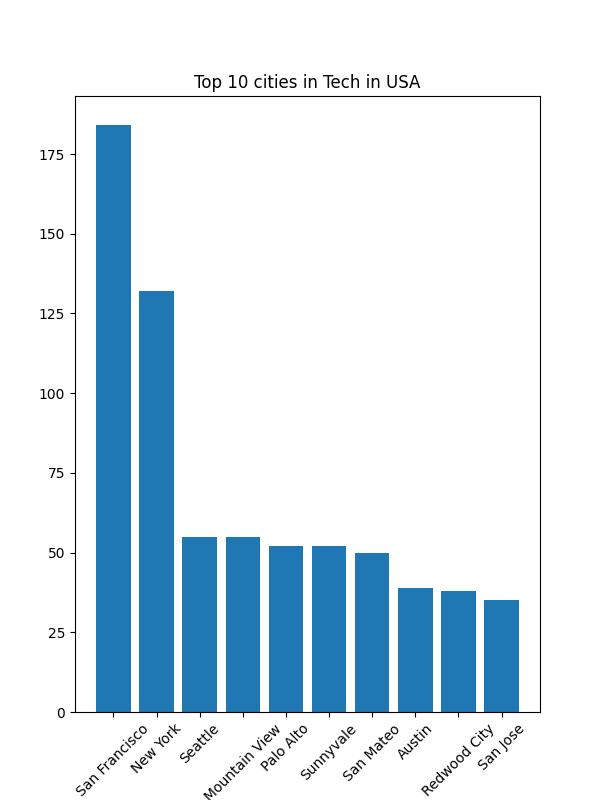 Top 10 cities in Tech in USA
175
150
125
100
75
50
25
0
San Francisco
New York
Seattle
Mountain View
Palo Alto
Sunnyvale
San Mateo
Austin
Redwood City
San Jose